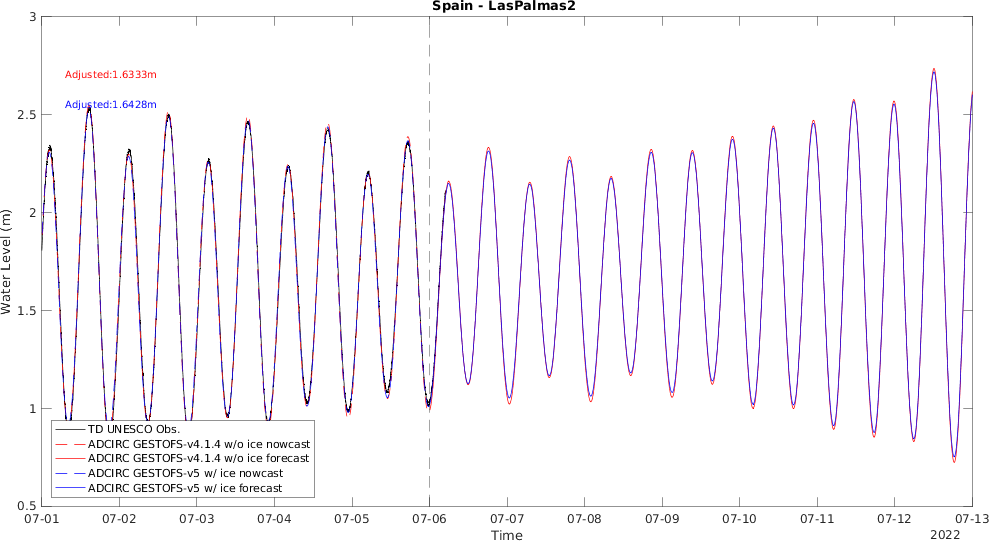 Spain - LasPalmas2
3
Adjusted:1.6333m
Adjusted:1.6428m
2.5
2
Water Level (m)
1.5
1
TD UNESCO Obs.
ADCIRC GESTOFS-v4.1.4 w/o ice nowcast
ADCIRC GESTOFS-v4.1.4 w/o ice forecast
ADCIRC GESTOFS-v5 w/ ice nowcast
ADCIRC GESTOFS-v5 w/ ice forecast
0.5
07-01 07-02 07-03 07-04 07-05 07-06 07-07 07-08 07-09 07-10 07-11 07-12 07-13
Time
2022